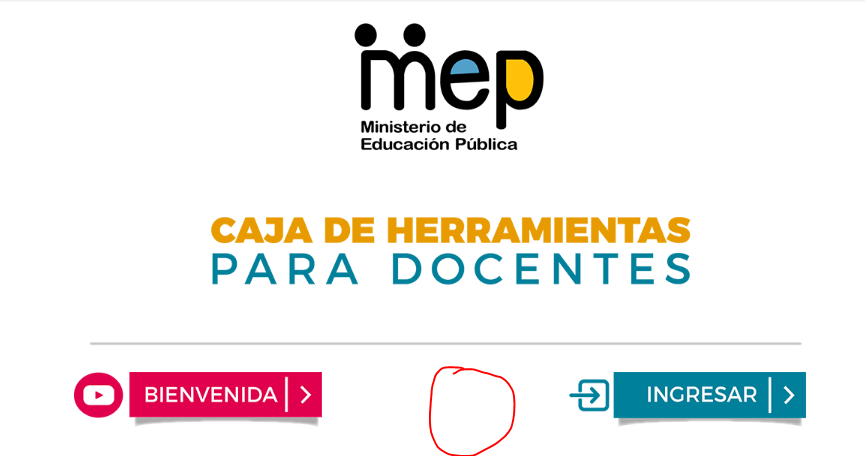 mep
Ministerio de
Educación Pública
CAJA DE HERRAMIENTAS
PARA DOCENTES
BIENVENIDA
INGRESAR